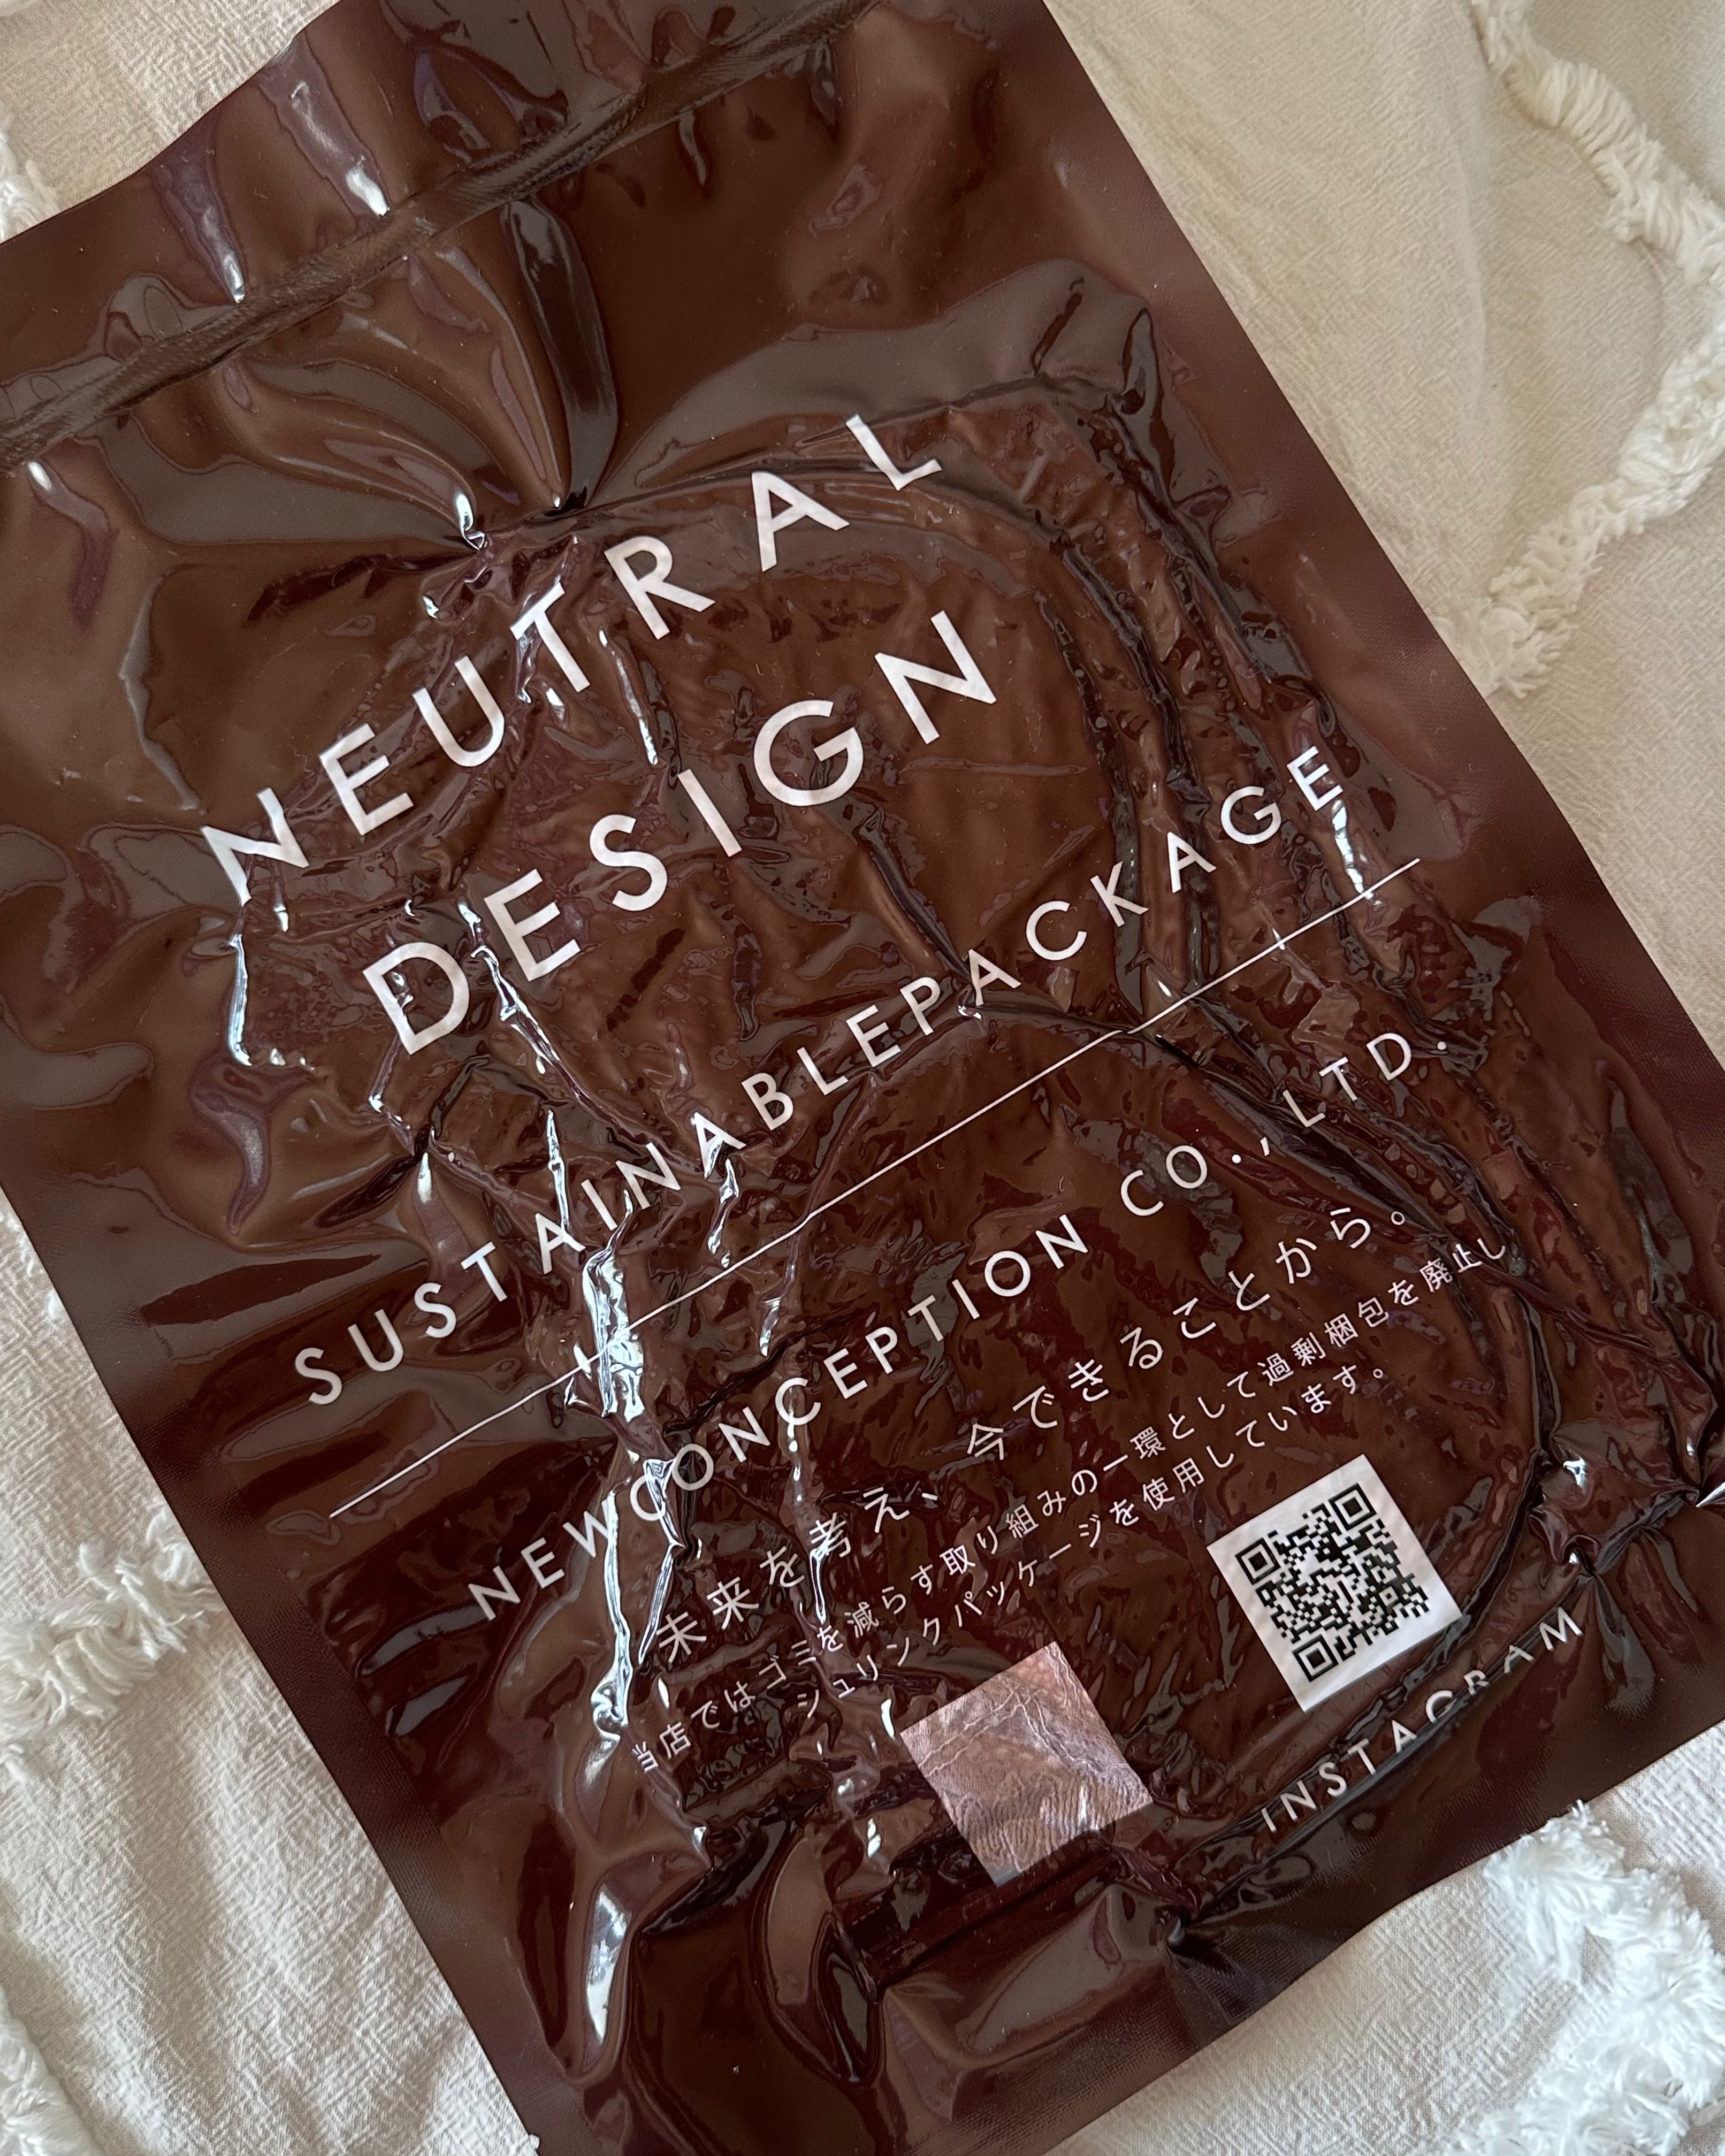 NEUTRAL
DESIGN
SUSTAINABLEPACKAGE
NEWCONCEPTION CO.,LTD.
未来を考え、今できることから。
当店ではゴミを減らす取り組みの一環として過剰梱包を廃止し
シュリンクパッケージを使用しています。
INSTAGRAM